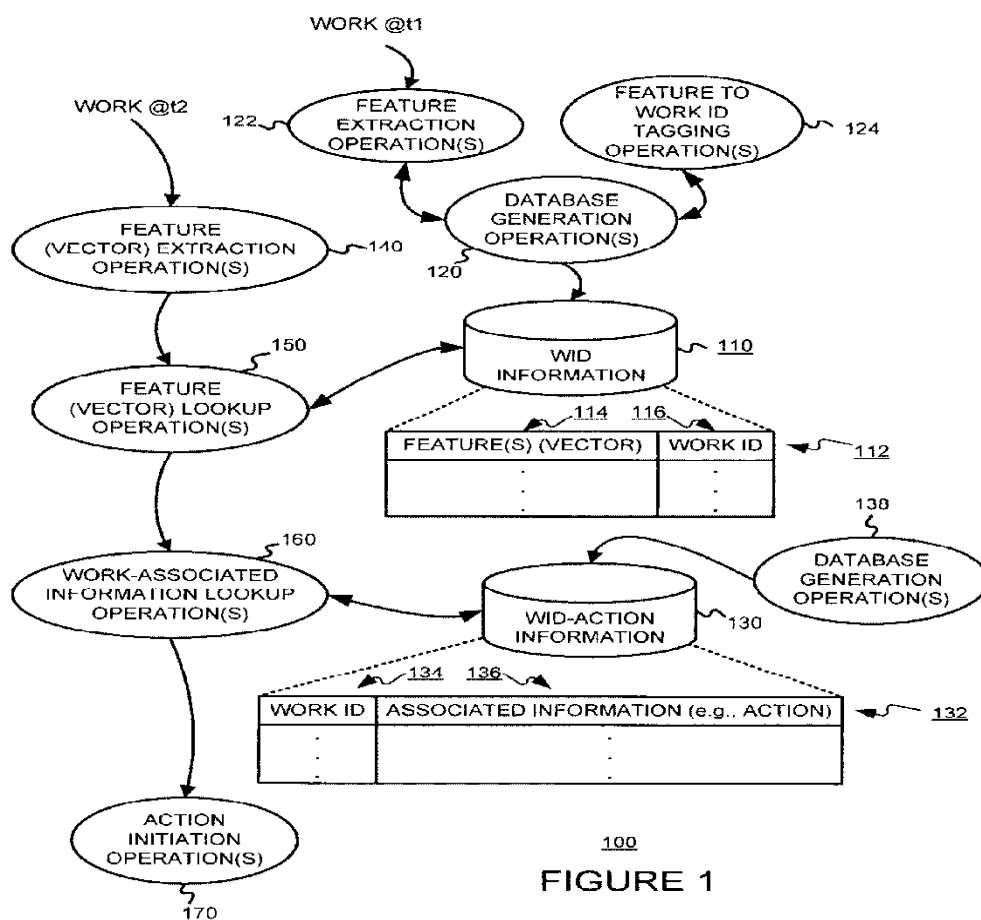 WORK @t1
WORK @t2
122
FEATURE
EXTRACTION
OPERATION(S)
FEATURE TO
WORK ID
TAGGING
OPERATION(S)
124
DATABASE
GENERATION
OPERATION(S)
120
FEATURE
(VECTOR) EXTRACTION
OPERATION(S)
140
150
FEATURE
(VECTOR) LOOKUP
OPERATION(S)
WID
INFORMATION
110
114
116
FEATURE(S) (VECTOR)
WORK ID
112
138
DATABASE
GENERATION
OPERATION(S)
160
WORK-ASSOCIATED
INFORMATION LOOKUP
OPERATION(S)
WID-ACTION
INFORMATION
130
134
136
WORK ID
ASSOCIATED INFORMATION (e.g., ACTION)
132
ACTION
INITIATION
OPERATION(S)
170
100
FIGURE 1